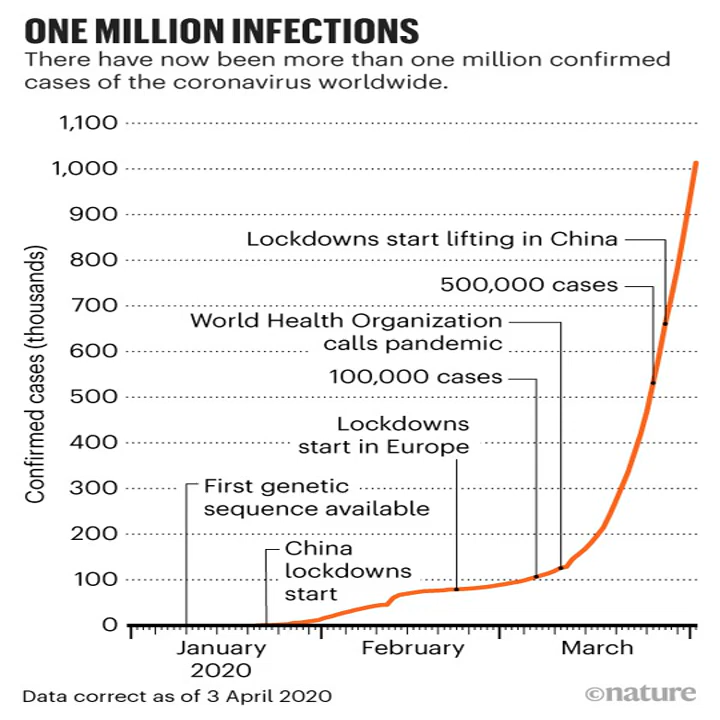 ONE MILLION INFECTIONS
There have now been more than one million confirmed
cases of the coronavirus worldwide.
Confirmed cases (thousands)
1,100
1,000
900
800
700
600
500
400
300
200
100
0
Lockdowns start lifting in China
500,000 cases
World Health Organization
calls pandemic
100,000 cases
Lockdowns
start in Europe
First genetic
sequence available
China
lockdowns
start
January
2020
February
March
Data correct as of 3 April 2020
©nature